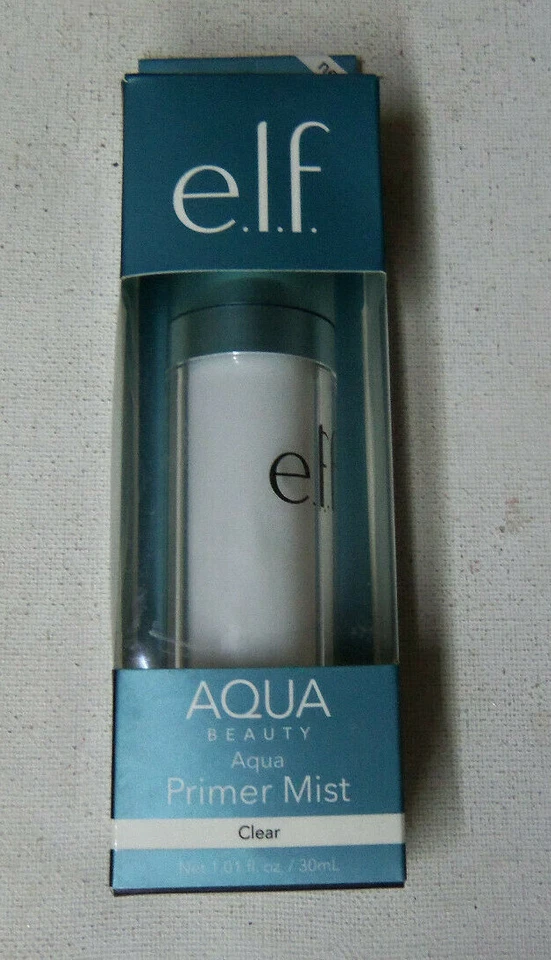 e.l.f.
e.l.f.
AQUA
BEAUTY
Aqua
Primer Mist
Clear
Net 1.01 fl. oz. / 30mL